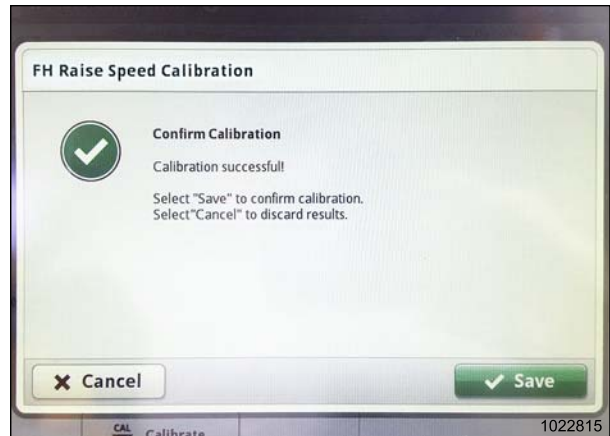 FH Raise Speed Calibration
Confirm Calibration
Calibration successful!
Select "Save" to confirm calibration.
Select"Cancel" to discard results.
Cancel
Save
CAL
Calibrate
1022815